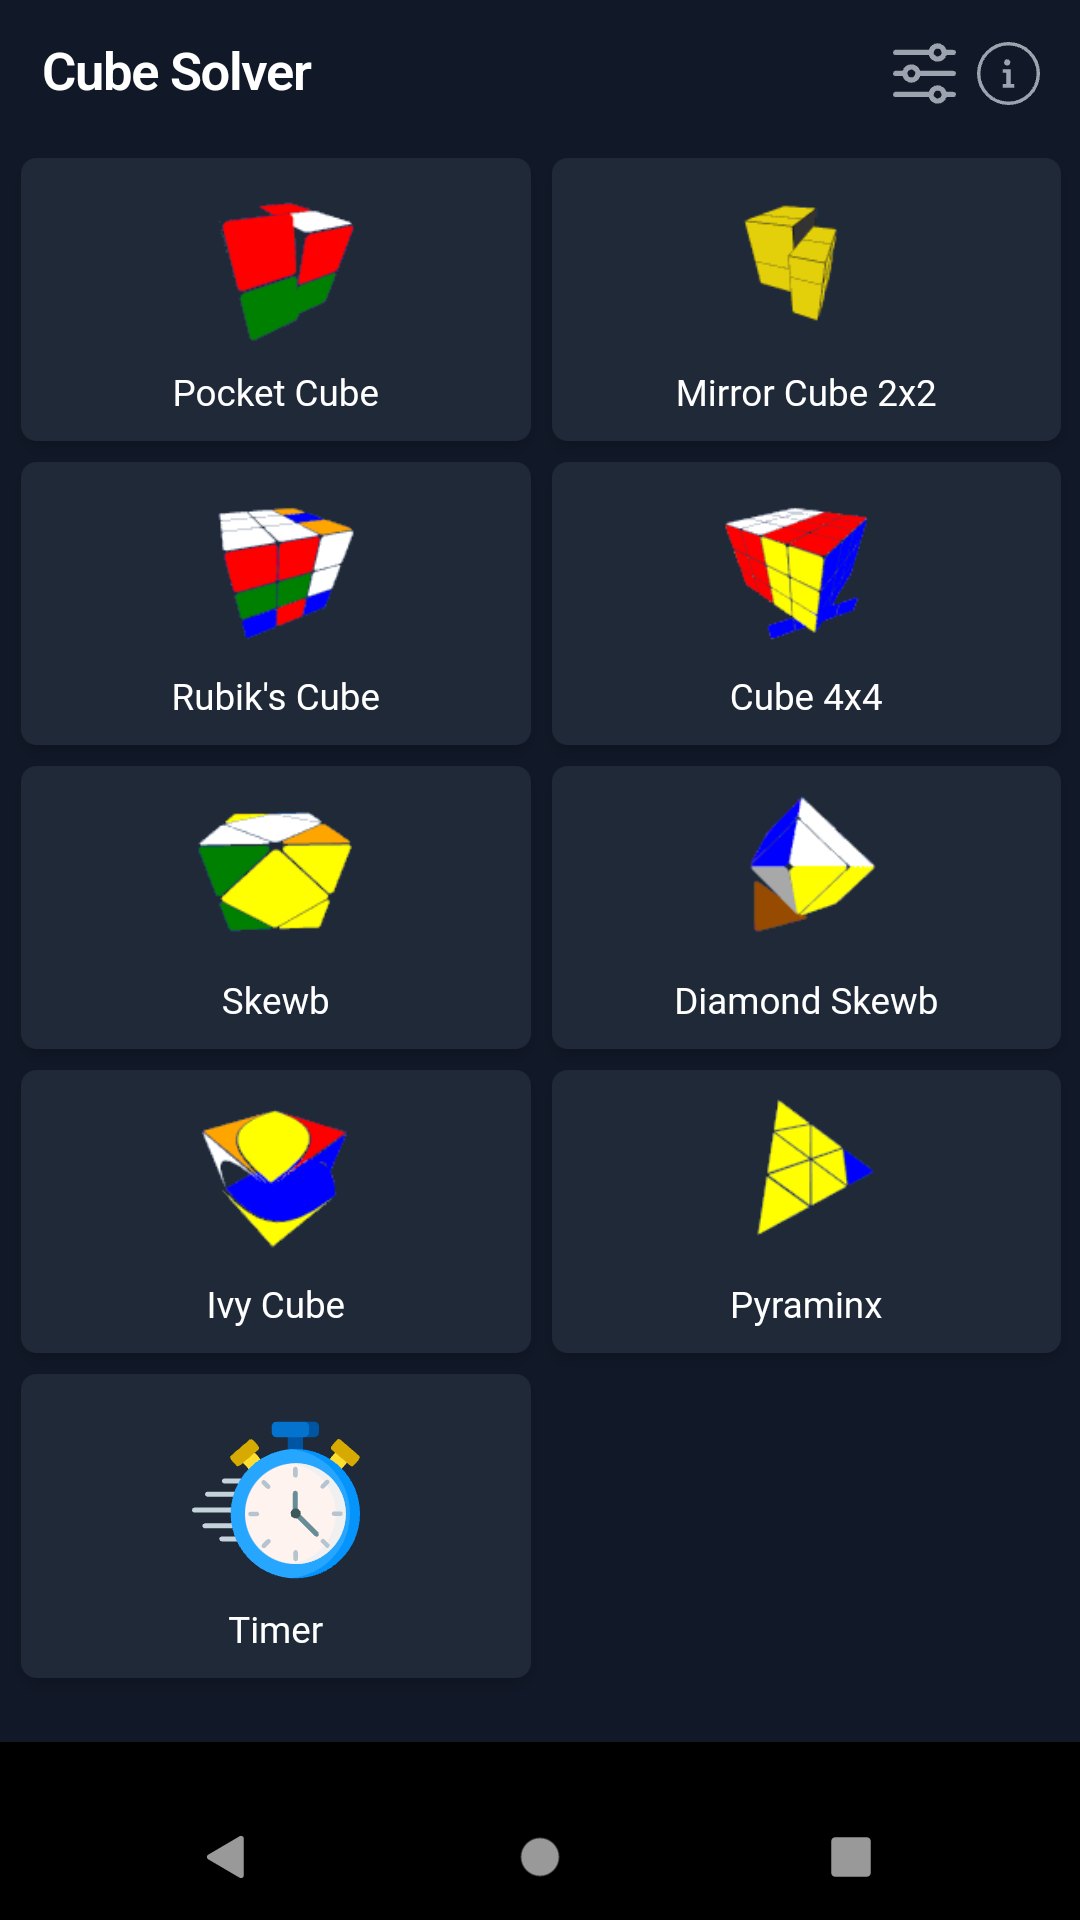 Cube Solver
Pocket Cube
Mirror Cube 2x2
Rubik's Cube
Cube 4x4
Skewb
Diamond Skewb
Ivy Cube
Pyraminx
Timer